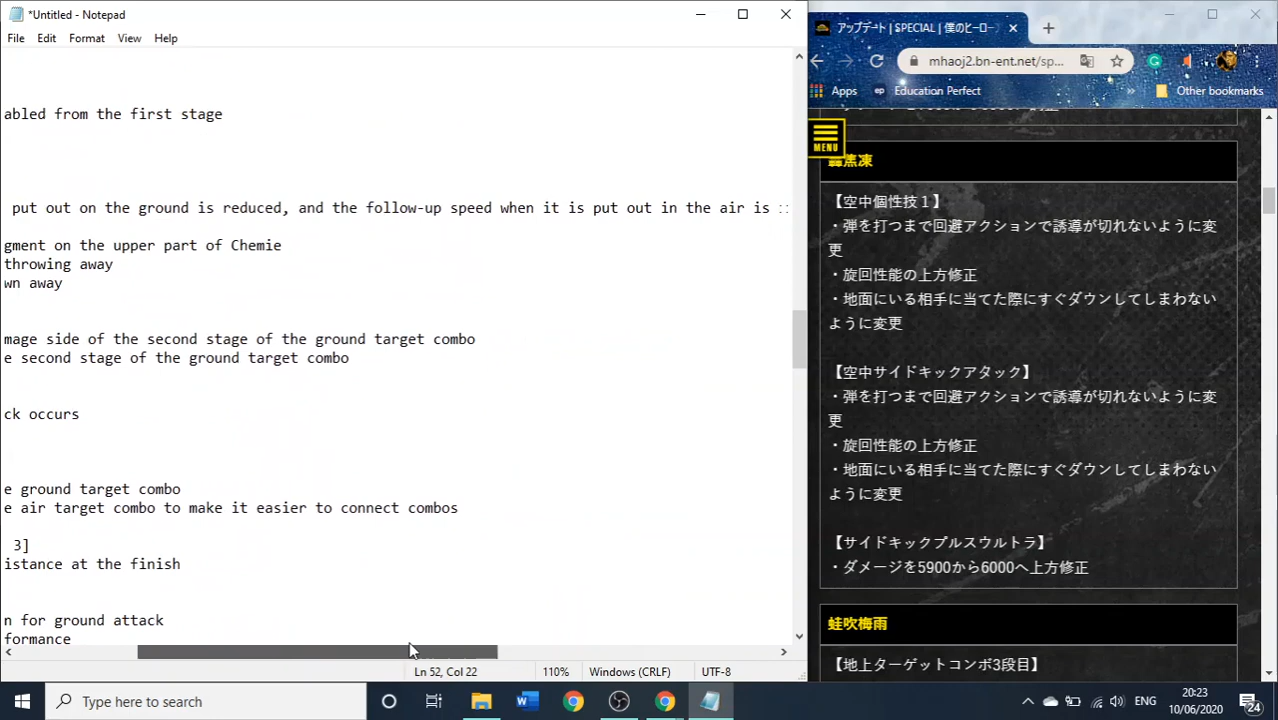 *Untitled - Notepad
File Edit Format View Help
abled from the first stage
put out on the ground is reduced, and the follow-up speed when it is put out in the air is
gment on the upper part of Chemie
throwing away
wn away
mage side of the second stage of the ground target combo
e second stage of the ground target combo
ck occurs
e ground target combo
e air target combo to make it easier to connect combos
3]
istance at the finish
n for ground attack
formance
Ln 52, Col 22 110% Windows (CRLF) UTF-8
アップデート | SPECIAL | 僕のヒーロー
mhaoj2.bn-ent.net/sp...
Apps ep Education Perfect » Other bookmarks
MENU
轟焦凍
【空中個性技１】
・弾を打つまで回避アクションで誘導が切れないように変
更
・旋回性能の上方修正
・地面にいる相手に当てた際にすぐダウンしてしまわない
ように変更
【空中サイドキックアタック】
・弾を打つまで回避アクションで誘導が切れないように変
更
・旋回性能の上方修正
・地面にいる相手に当てた際にすぐダウンしてしまわない
ように変更
【サイドキックプルスウルトラ】
・ダメージを5900から6000へ上方修正
蛙吹梅雨
【地上ターゲットコンボ3段目】
Type here to search
ENG
20:23
10/06/2020
24